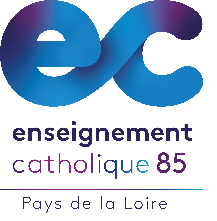 ec
enseignement
catholique 85
Pays de la Loire